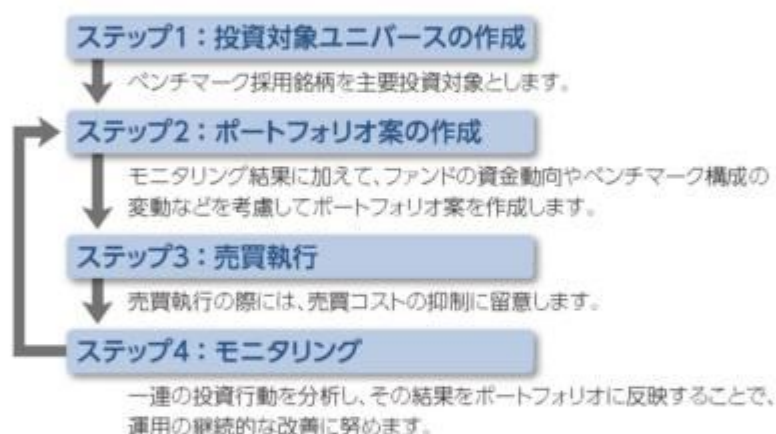 ステップ1：投資対象ユニバースの作成
ベンチマーク採用銘柄を主要投資対象とします。
ステップ2：ポートフォリオ案の作成
モニタリング結果に加えて、ファンドの資金動向やベンチマーク構成の
変動などを考慮してポートフォリオ案を作成します。
ステップ3：売買執行
売買執行の際には、売買コストの抑制に留意します。
ステップ4：モニタリング
一連の投資行動を分析し、その結果をポートフォリオに反映することで、
運用の継続的な改善に努めます。